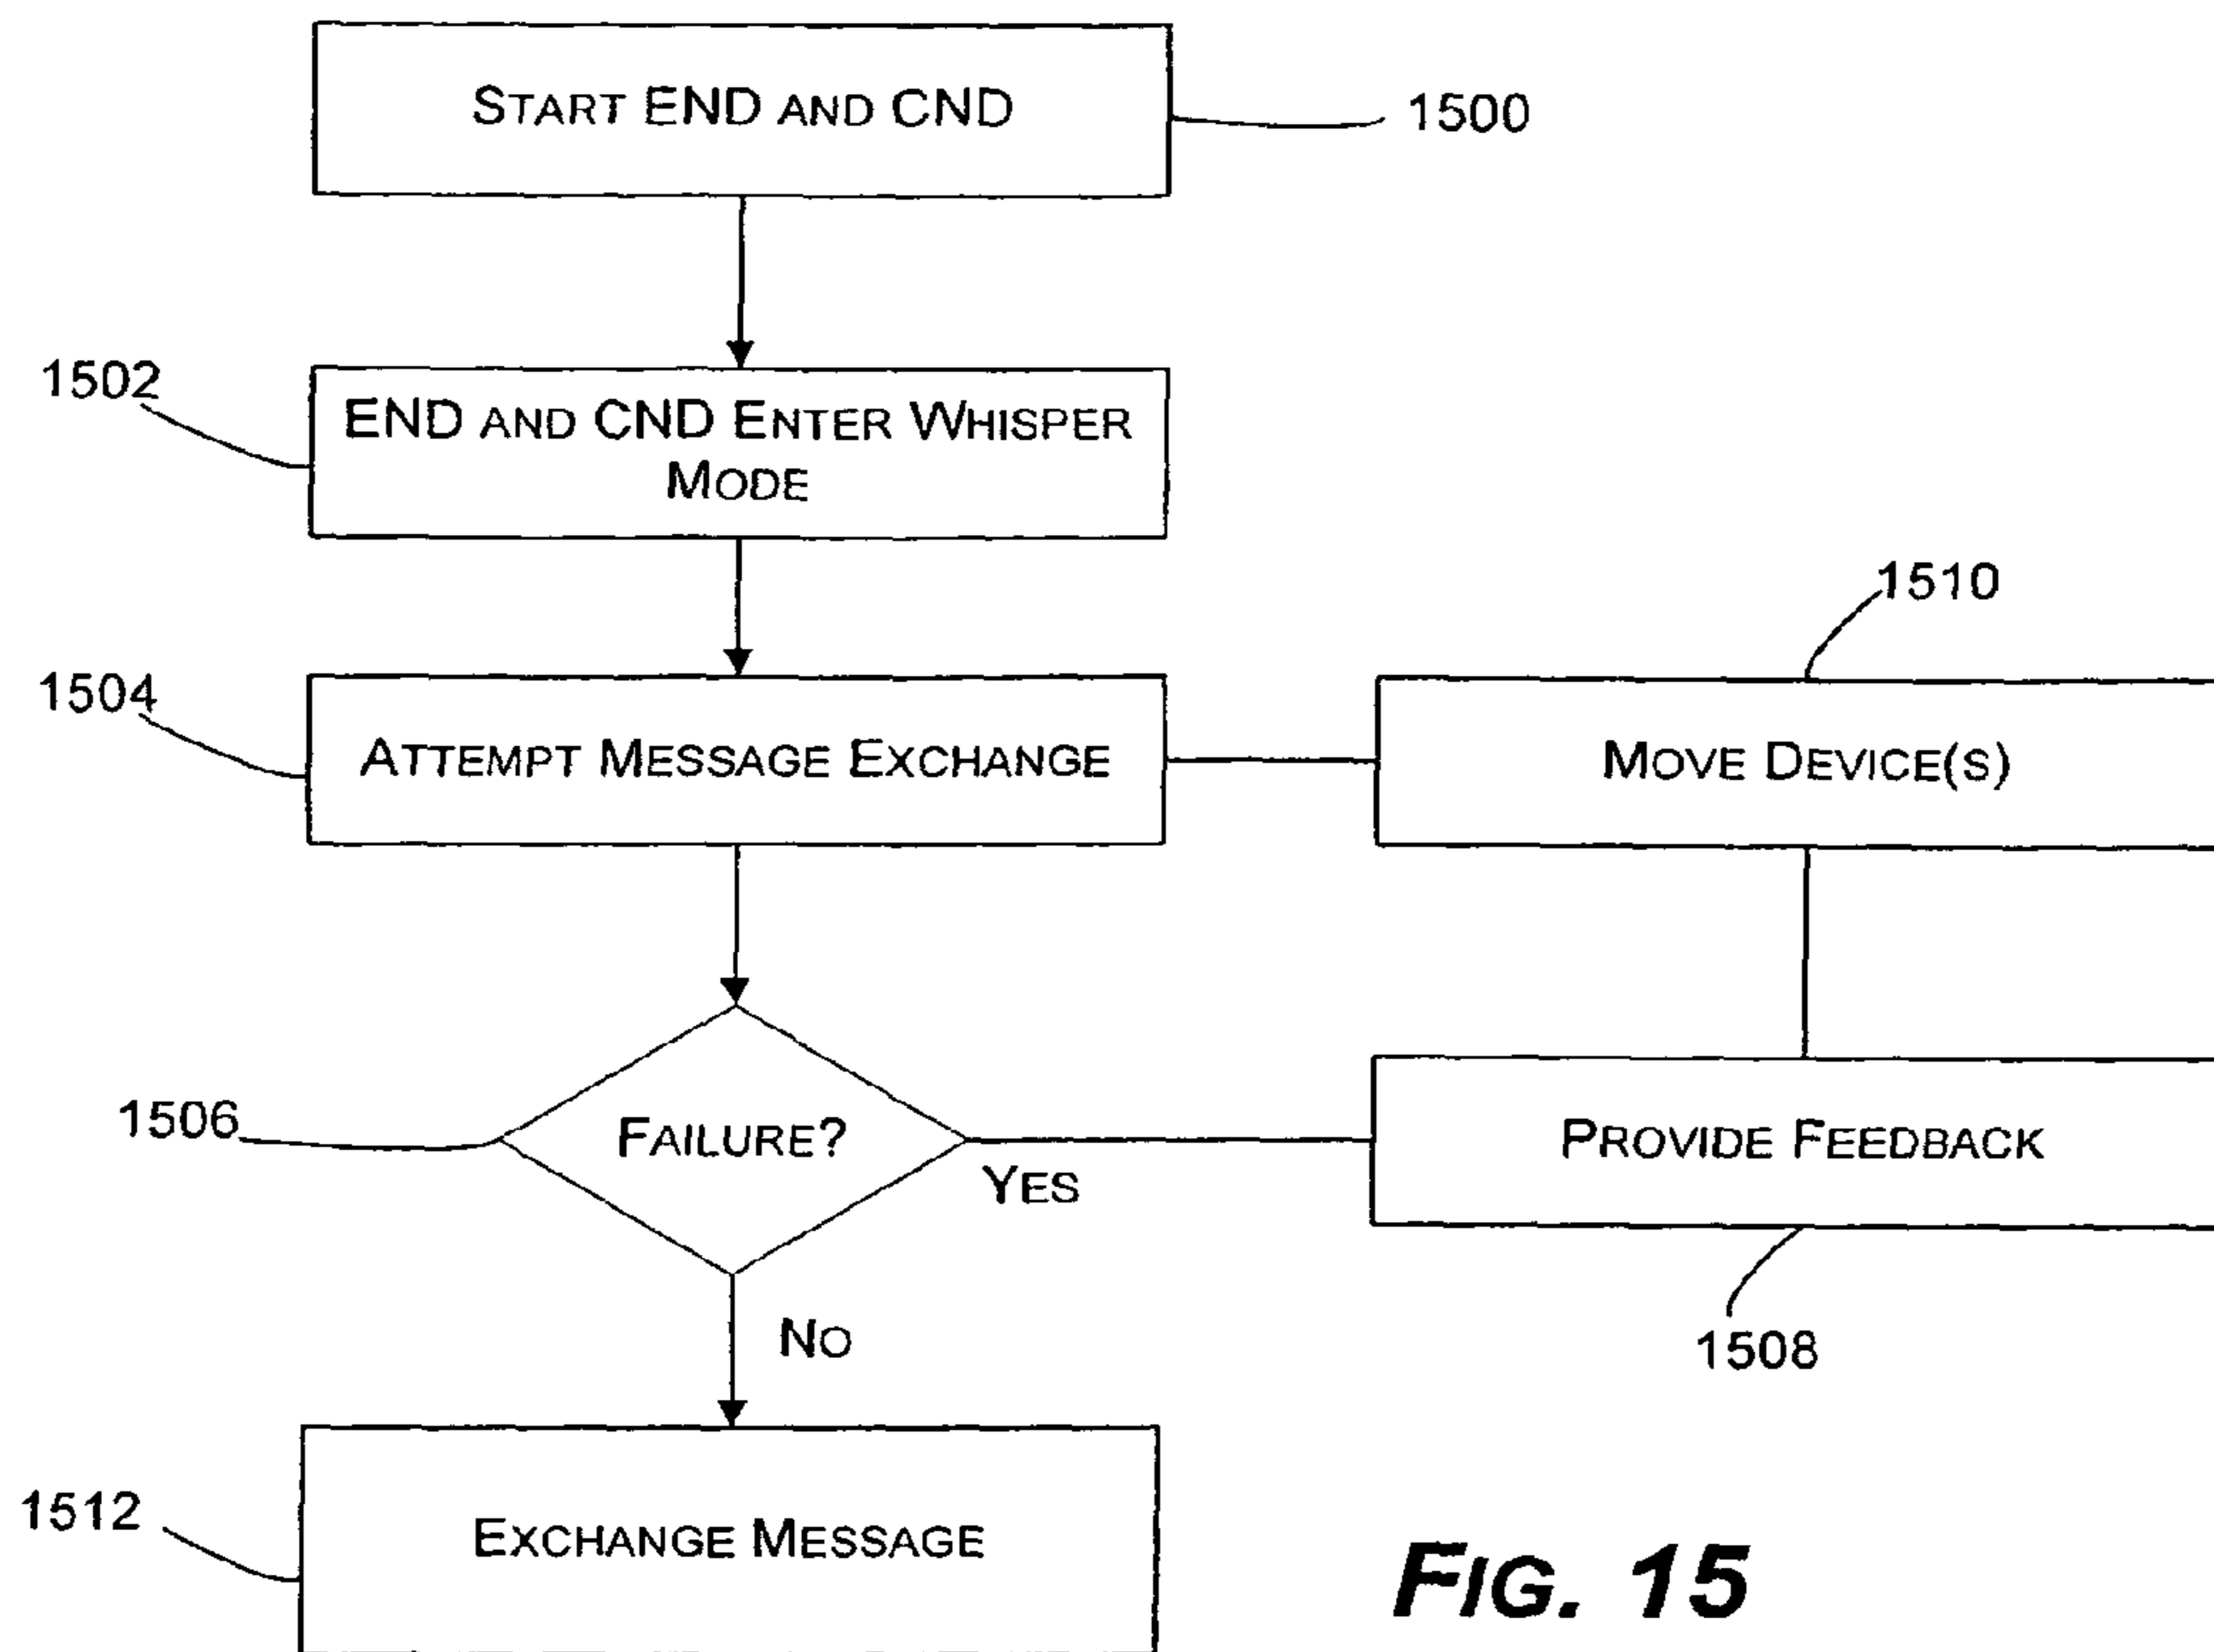 START END AND CND
1500
1502
END AND CND ENTER WHISPER
MODE
1510
1504
ATTEMPT MESSAGE EXCHANGE
MOVE DEVICE(S)
1506
FAILURE?
YES
PROVIDE FEEDBACK
1508
NO
1512
EXCHANGE MESSAGE
FIG. 15